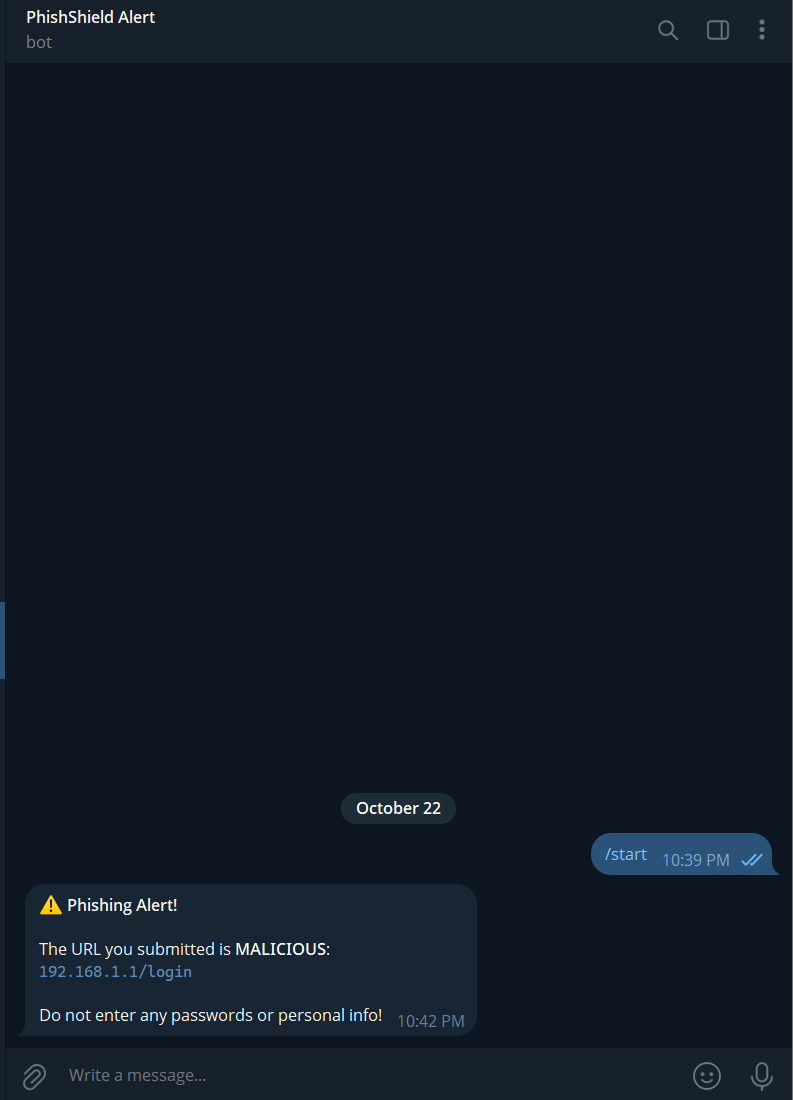 PhishShield Alert
bot
October 22
/start 10:39 PM
⚠️ Phishing Alert!
The URL you submitted is MALICIOUS:
192.168.1.1/login
Do not enter any passwords or personal info! 10:42 PM
Write a message...